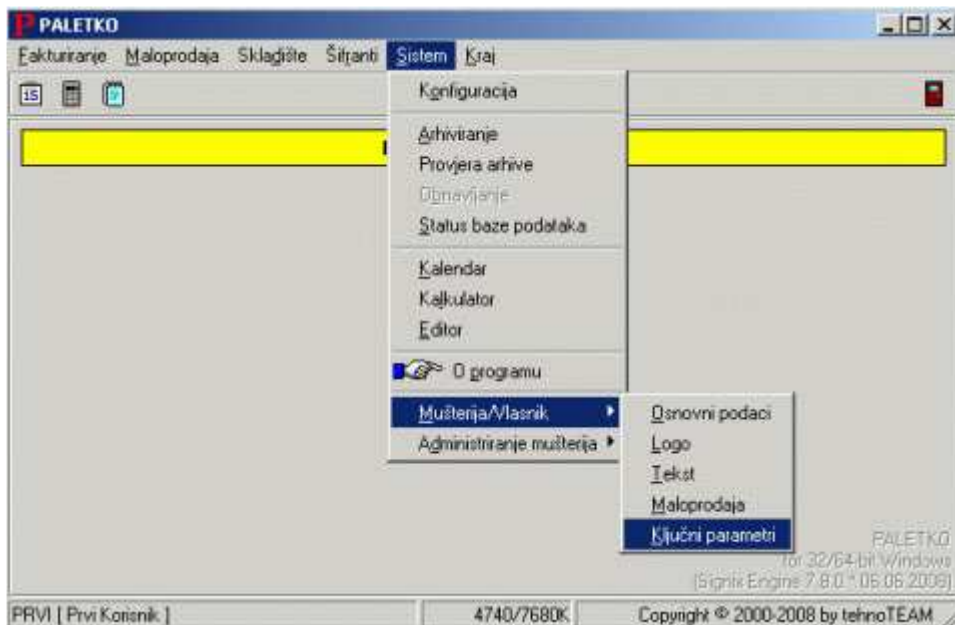 PALETKO
Fakturiranje Maloprodaja Skladište Šifranti Sistem Kraj
15
Konfiguracija
Arhiviranje
Provjera arhive
Obnavljanje
Status baze podataka
Kalendar
Kalkulator
Editor
O programu
Mušterija/Vlasnik
Administriranje mušterija
Osnovni podaci
Logo
Tekst
Maloprodaja
Ključni parametri
PALETKO
for 32/64-bit Windows
(Signix Engine 7.8.0 * 06.06.2008)
PRVI [ Prvi Korisnik ] 4740/7680K Copyright © 2000-2008 by tehnoTEAM